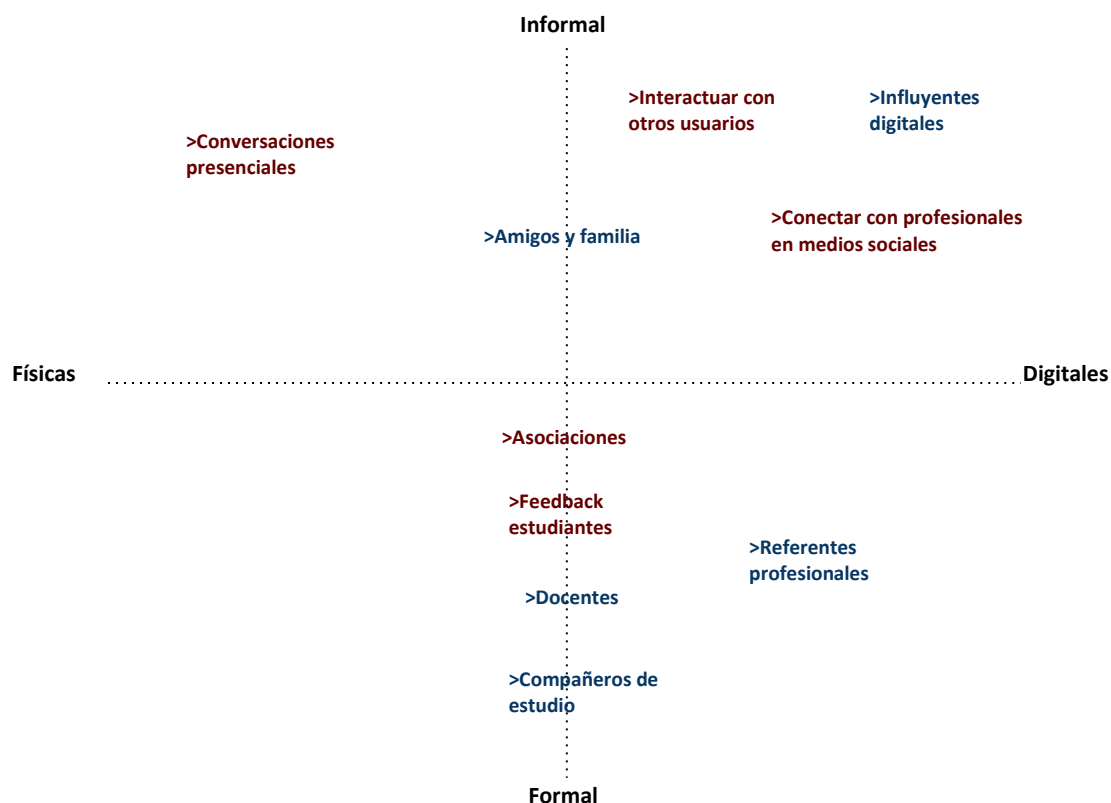 Informal
>Interactuar con
otros usuarios
>Influyentes
digitales
>Conversaciones
presenciales
>Amigos y familia
>Conectar con profesionales
en medios sociales
Físicas
Digitales
>Asociaciones
>Feedback
estudiantes
>Referentes
profesionales
>Docentes
>Compañeros de
estudio
Formal